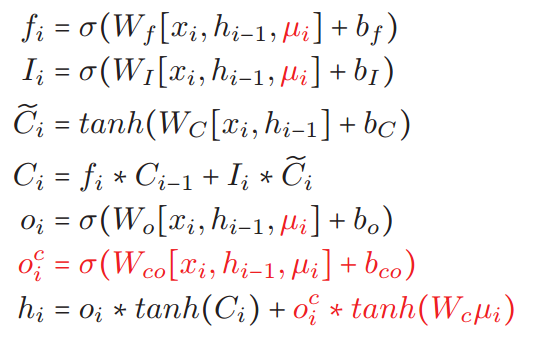 f_i = σ(W_f[x_i, h_{i−1}, μ_i] + b_f)
I_i = σ(W_I[x_i, h_{i−1}, μ_i] + b_I)
C̃_i = tanh(W_C[x_i, h_{i−1}] + b_C)
C_i = f_i ∗ C_{i−1} + I_i ∗ C̃_i
o_i = σ(W_o[x_i, h_{i−1}, μ_i] + b_o)
o_i^c = σ(W_{co}[x_i, h_{i−1}, μ_i] + b_{co})
h_i = o_i ∗ tanh(C_i) + o_i^c ∗ tanh(W_c μ_i)